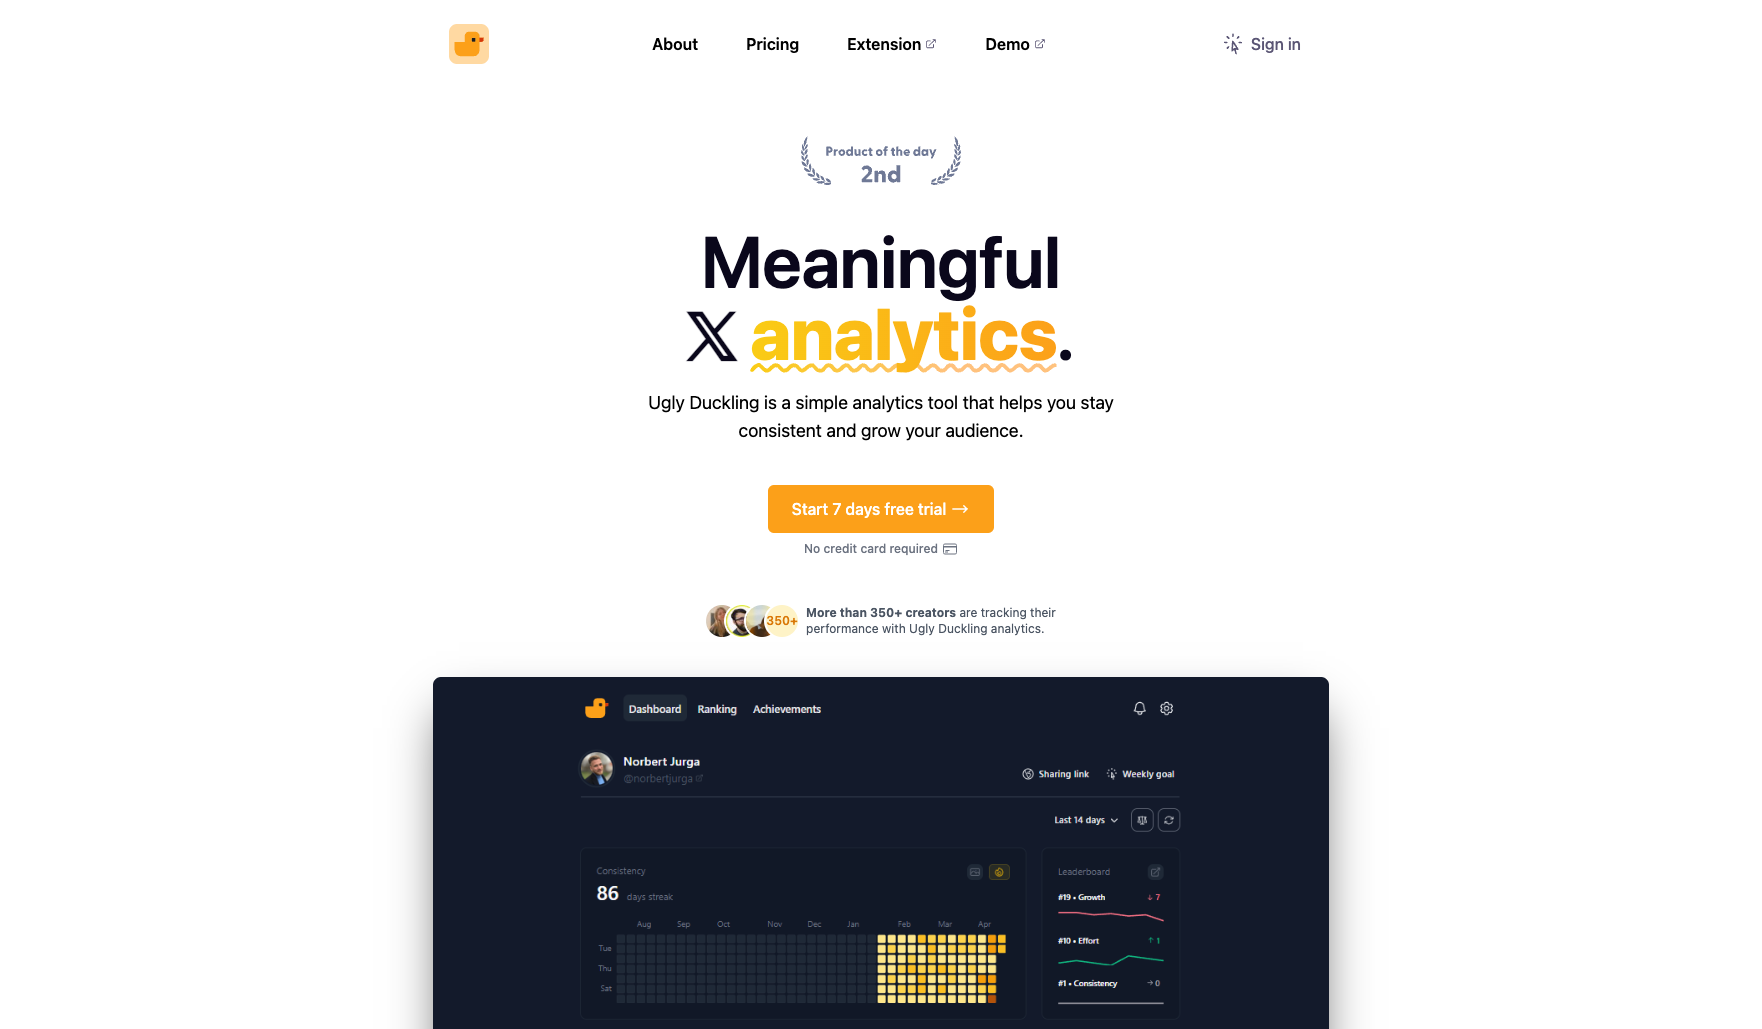 About
Pricing
Extension
Demo
Sign in
Product of the day
2nd
Meaningful
𝕏 analytics.
Ugly Duckling is a simple analytics tool that helps you stay
consistent and grow your audience.
Start 7 days free trial →
No credit card required
350+
More than 350+ creators are tracking their
performance with Ugly Duckling analytics.
Dashboard
Ranking
Achievements
Norbert Jurga
@norbertjurga
Sharing link
Weekly goal
Last 14 days
Consistency
86 days streak
Aug Sep Oct Nov Dec Jan Feb Mar Apr
Tue
Thu
Sat
Leaderboard
#19 • Growth ↓ 7
#10 • Effort ↑ 1
#1 • Consistency → 0